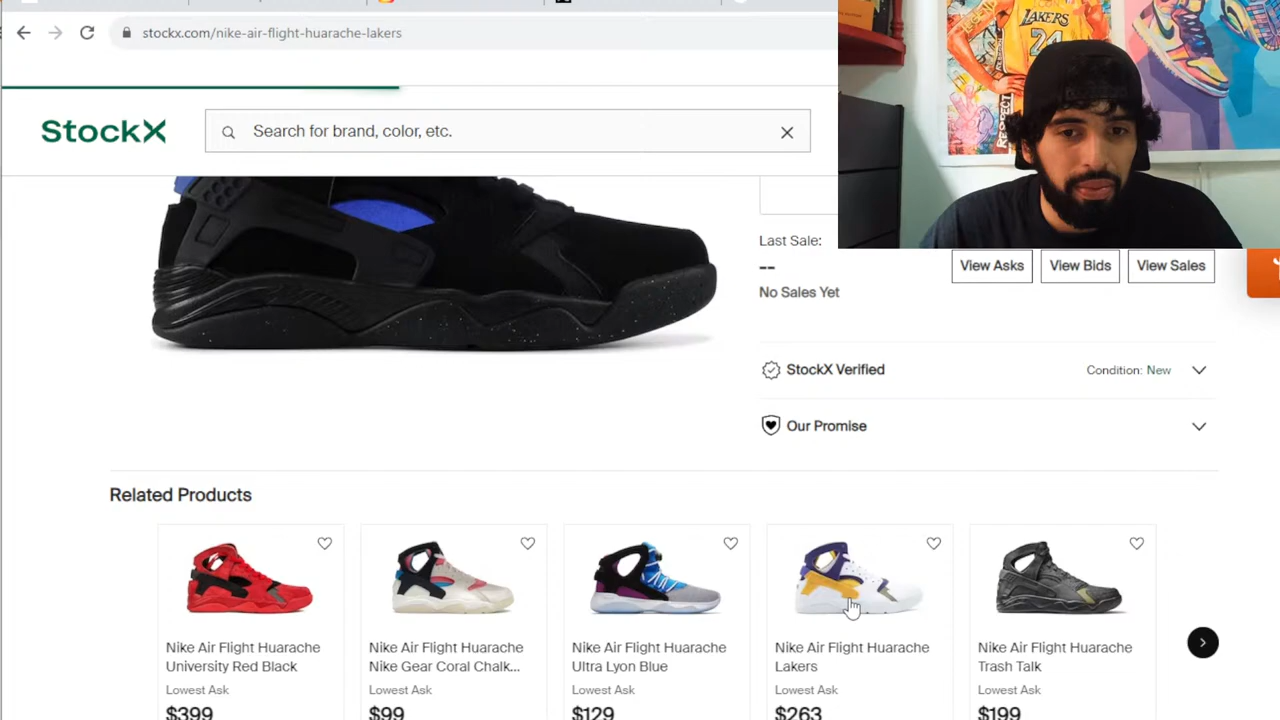 stockx.com/nike-air-flight-huarache-lakers
LAKERS
24
RESPECT
StockX
Search for brand, color, etc.
Last Sale:
--
No Sales Yet
View Asks
View Bids
View Sales
StockX Verified
Condition: New
Our Promise
Related Products
Nike Air Flight Huarache
University Red Black
Lowest Ask
$399
Nike Air Flight Huarache
Nike Gear Coral Chalk...
Lowest Ask
$99
Nike Air Flight Huarache
Ultra Lyon Blue
Lowest Ask
$129
Nike Air Flight Huarache
Lakers
Lowest Ask
$263
Nike Air Flight Huarache
Trash Talk
Lowest Ask
$199